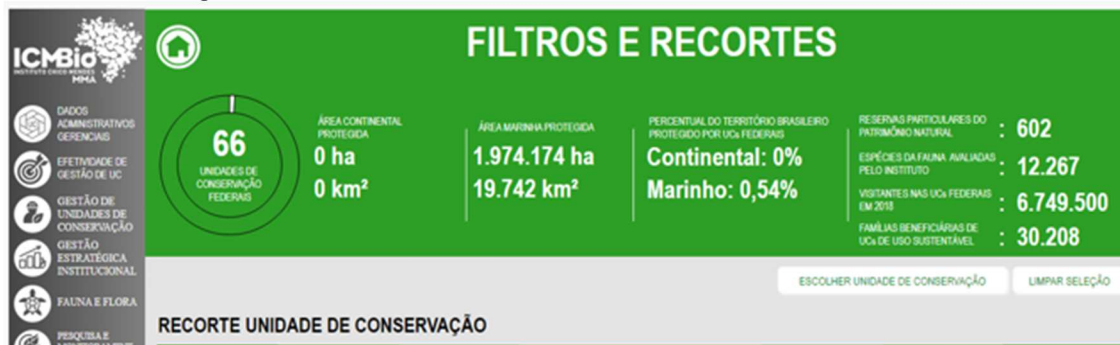 ICMBio
INSTITUTO CHICO MENDES
MMA
DADOS
ADMINISTRATIVOS
GERENCIAIS
EFETIVIDADE DE
GESTÃO DE UC
GESTÃO DE
UNIDADES DE
CONSERVAÇÃO
GESTÃO
ESTRATÉGICA
INSTITUCIONAL
FAUNA E FLORA
PESQUISA E
FILTROS E RECORTES
66
UNIDADES DE
CONSERVAÇÃO
FEDERAIS
ÁREA CONTINENTAL
PROTEGIDA
0 ha
0 km²
ÁREA MARINHA PROTEGIDA
1.974.174 ha
19.742 km²
PERCENTUAL DO TERRITÓRIO BRASILEIRO
PROTEGIDO POR UCs FEDERAIS
Continental: 0%
Marinho: 0,54%
RESERVAS PARTICULARES DO
PATRIMÔNIO NATURAL : 602
ESPÉCIES DA FAUNA AVALIADAS
PELO INSTITUTO : 12.267
VISITANTES NAS UCs FEDERAIS
EM 2018 : 6.749.500
FAMÍLIAS BENEFICIÁRIAS DE
UCs DE USO SUSTENTÁVEL : 30.208
ESCOLHER UNIDADE DE CONSERVAÇÃO
LIMPAR SELEÇÃO
RECORTE UNIDADE DE CONSERVAÇÃO